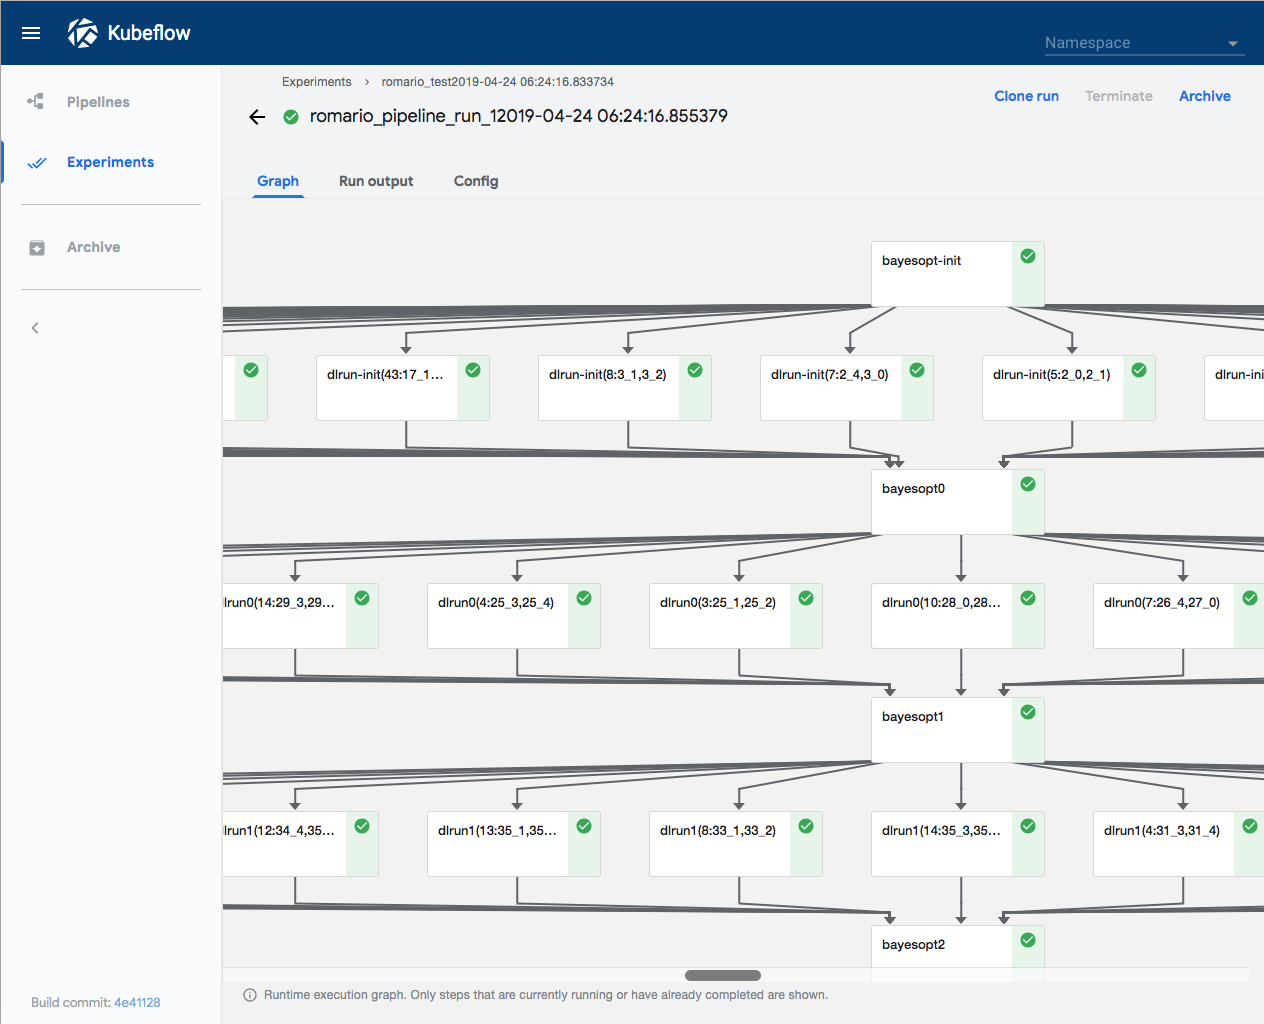 Kubeflow
Namespace
Pipelines
Experiments
Archive
Build commit: 4e41128
Experiments › romario_test2019-04-24 06:24:16.833734
romario_pipeline_run_12019-04-24 06:24:16.855379
Clone run Terminate Archive
Graph Run output Config
bayesopt-init
dlrun-init(43:17_1... dlrun-init(8:3_1,3_2) dlrun-init(7:2_4,3_0) dlrun-init(5:2_0,2_1) dlrun-ini
bayesopt0
lrun0(14:29_3,29... dlrun0(4:25_3,25_4) dlrun0(3:25_1,25_2) dlrun0(10:28_0,28... dlrun0(7:26_4,27_0)
bayesopt1
lrun1(12:34_4,35... dlrun1(13:35_1,35... dlrun1(8:33_1,33_2) dlrun1(14:35_3,35... dlrun1(4:31_3,31_4)
bayesopt2
Runtime execution graph. Only steps that are currently running or have already completed are shown.